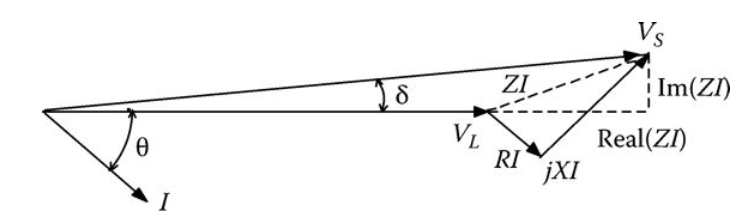 V_S
ZI
Im(ZI)
δ
V_L
Real(ZI)
θ
RI
jXI
I